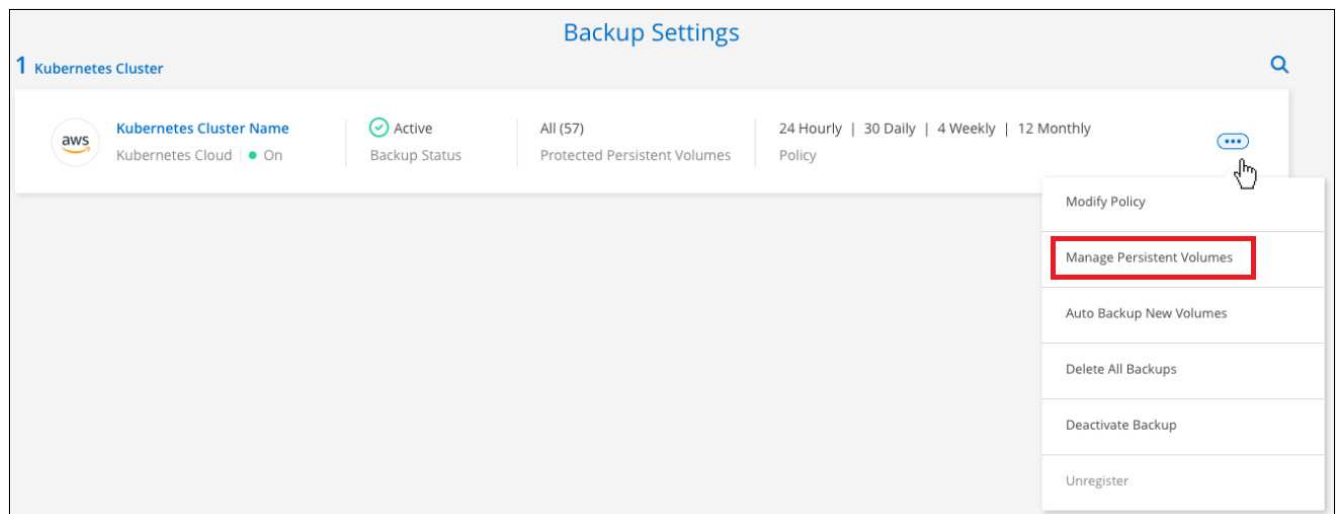 Backup Settings
1 Kubernetes Cluster
aws
Kubernetes Cluster Name
Kubernetes Cloud | On
Active
Backup Status
All (57)
Protected Persistent Volumes
24 Hourly | 30 Daily | 4 Weekly | 12 Monthly
Policy
Modify Policy
Manage Persistent Volumes
Auto Backup New Volumes
Delete All Backups
Deactivate Backup
Unregister